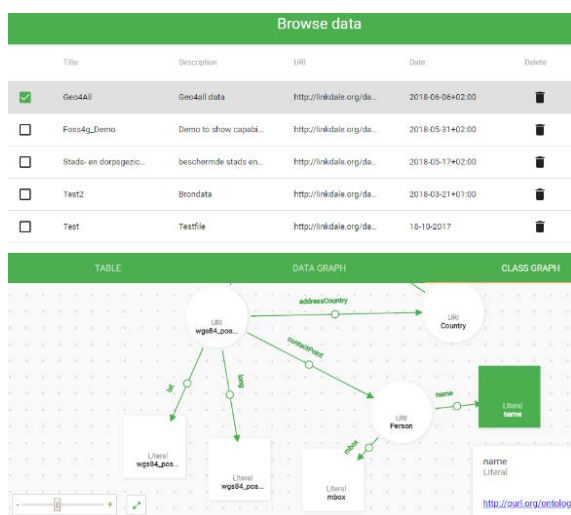 Browse data
Title Description URI Date Delete
Geo4All Geo4all data http://linkdale.org/da... 2018-06-06+02:00
Foss4g_Demo Demo to show capabi... http://linkdale.org/da... 2018-05-31+02:00
Stads- en dorpsgezic... beschermde stads en... http://linkdale.org/da... 2018-05-17+02:00
Test2 Brondata http://linkdale.org/da... 2018-03-21+01:00
Test Testfile http://linkdale.org/da... 18-10-2017
TABLE DATA GRAPH CLASS GRAPH
addressCountry
URI
wgs84_pos...
URI
Country
contactPoint
lat
long
name
Literal
name
URI
Person
mbox
Literal
wgs84_pos...
Literal
wgs84_pos...
Literal
mbox
name
Literal
http://purl.org/ontolog
- +